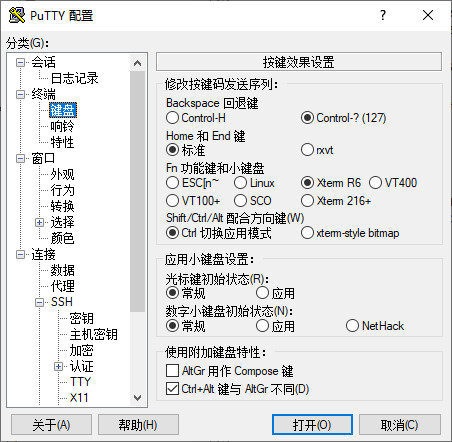 PuTTY 配置
分类(G):
会话
日志记录
终端
键盘
响铃
特性
窗口
外观
行为
转换
选择
颜色
连接
数据
代理
SSH
密钥
主机密钥
加密
认证
TTY
X11
按键效果设置
修改按键码发送序列:
Backspace 回退键
Control-H Control-? (127)
Home 和 End 键
标准 rxvt
Fn 功能键和小键盘
ESC[n~ Linux Xterm R6 VT400
VT100+ SCO Xterm 216+
Shift/Ctrl/Alt 配合方向键(W)
Ctrl 切换应用模式 xterm-style bitmap
应用小键盘设置:
光标键初始状态(R):
常规 应用
数字小键盘初始状态(N):
常规 应用 NetHack
使用附加键盘特性:
AltGr 用作 Compose 键
Ctrl+Alt 键与 AltGr 不同(D)
关于(A) 帮助(H) 打开(O) 取消(C)